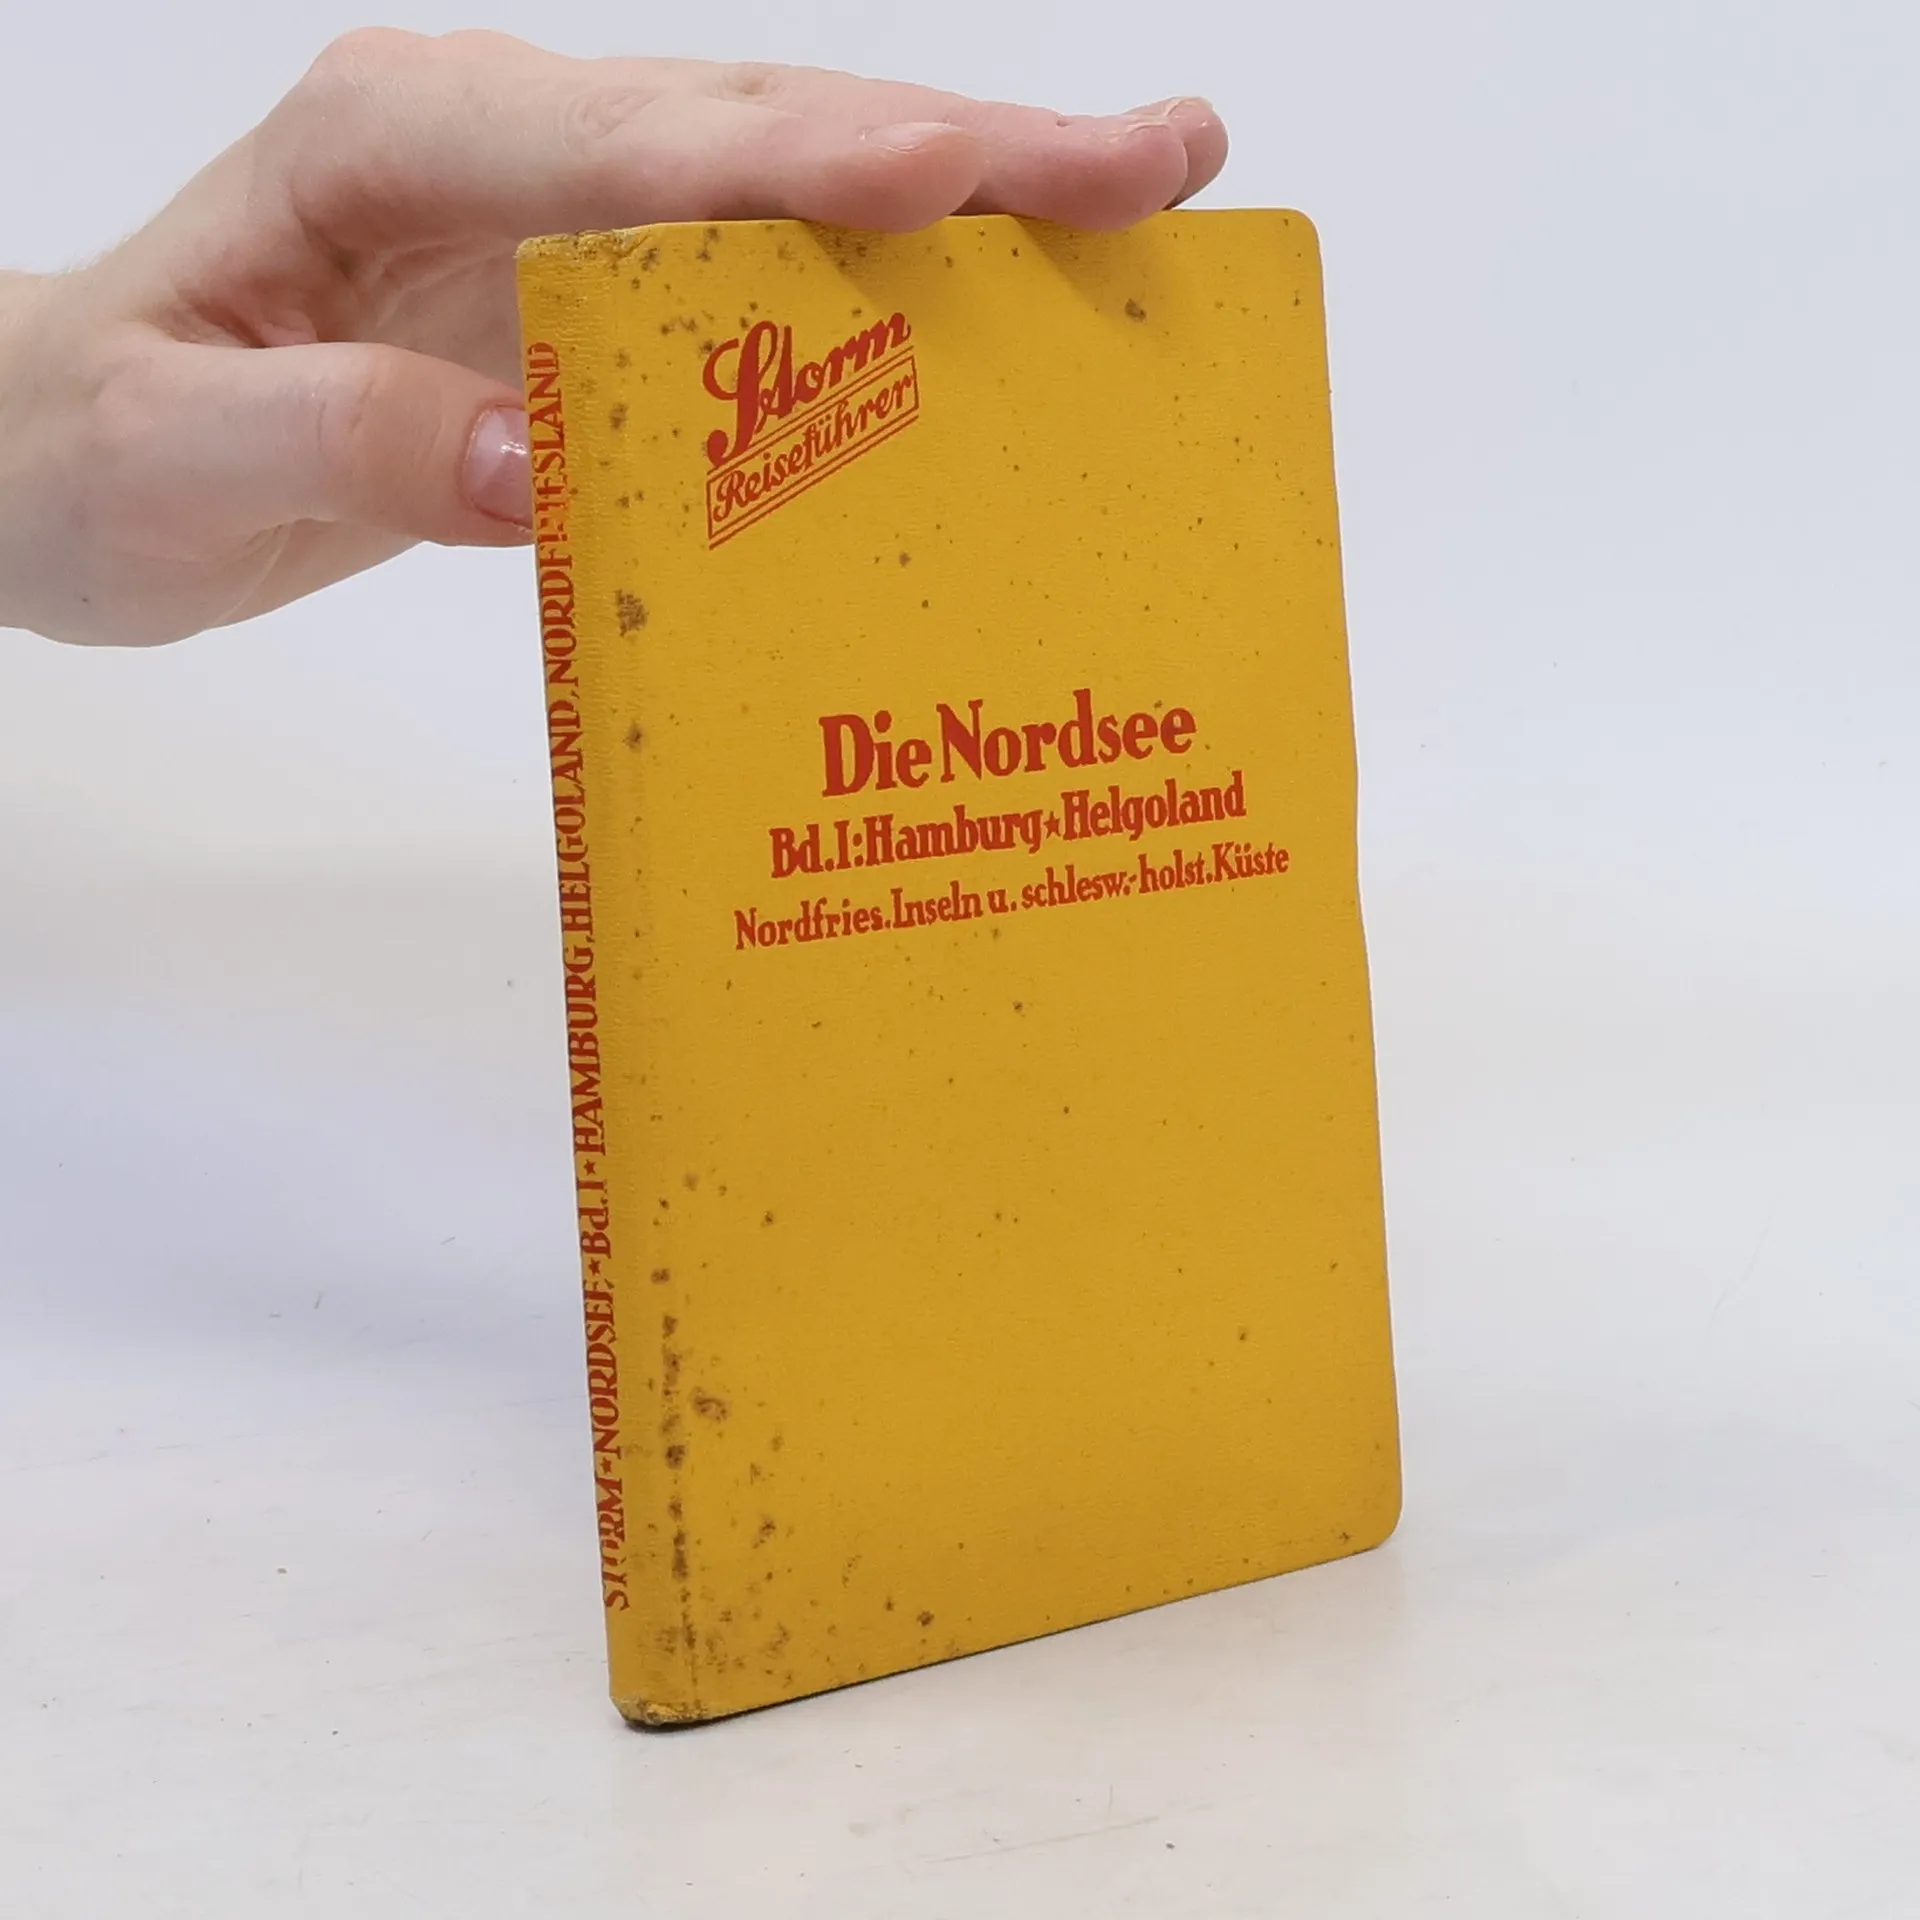 Storm
Reiseführer
Die Nordsee
Bd.I:Hamburg★Helgoland
Nordfries.Inseln u. schlesw.-holst.Küste
STORM★NORDSEE★Bd.I★HAMBURG,HELGOLAND,NORDFRIESLAND